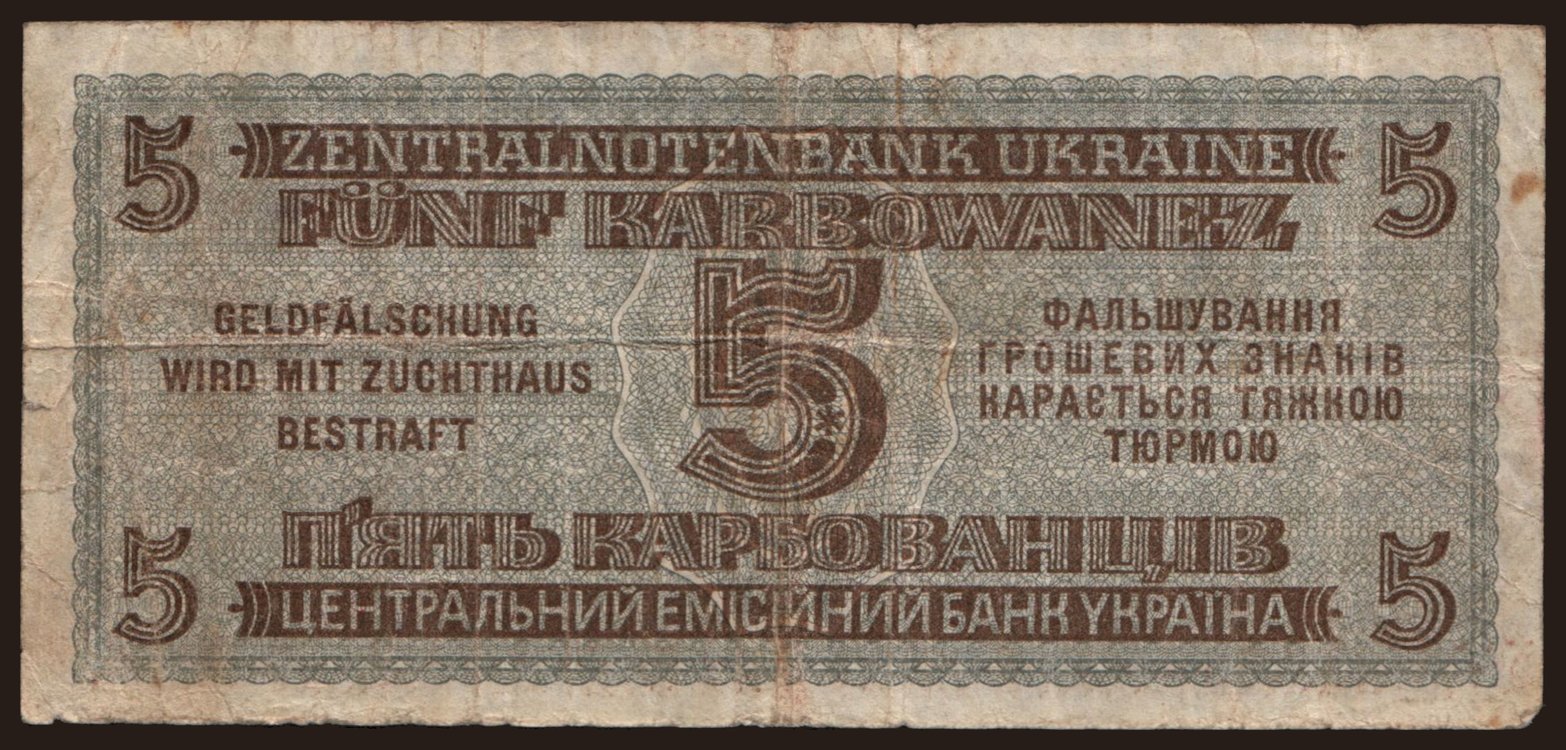 5 ZENTRALNOTENBANK UKRAINE 5
FÜNF KARBOWANEZ
5
GELDFÄLSCHUNG
WIRD MIT ZUCHTHAUS
BESTRAFT
ФАЛЬШУВАННЯ
ГРОШЕВИХ ЗНАКІВ
КАРАЄТЬСЯ ТЯЖКОЮ
ТЮРМОЮ
П'ЯТЬ КАРБОВАНЦІВ
5 ЦЕНТРАЛЬНИЙ ЕМІСІЙНИЙ БАНК УКРАЇНА 5